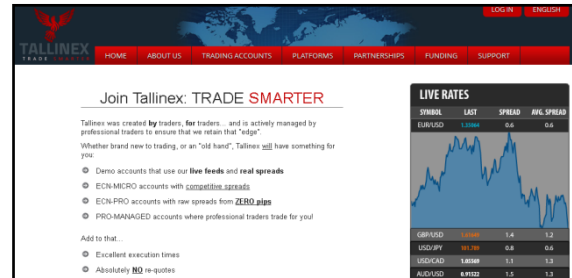 LOG IN ENGLISH
TALLINEX
TRADE SMARTER
HOME ABOUT US TRADING ACCOUNTS PLATFORMS PARTNERSHIPS FUNDING SUPPORT
Join Tallinex: TRADE SMARTER
Tallinex was created by traders, for traders... and is actively managed by
professional traders to ensure that we retain that "edge".
Whether brand new to trading, or an "old hand", Tallinex will have something for
you:
Demo accounts that use our live feeds and real spreads
ECN-MICRO accounts with competitive spreads
ECN-PRO accounts with raw spreads from ZERO pips
PRO-MANAGED accounts where professional traders trade for you!
Add to that...
Excellent execution times
Absolutely NO re-quotes
LIVE RATES
SYMBOL LAST SPREAD AVG. SPREAD
EUR/USD 0.6 0.6
GBP/USD 1.4 1.2
USD/JPY 101.789 0.8 0.6
USD/CAD 1.1 1.3
AUD/USD 0.91522 1.5 1.3